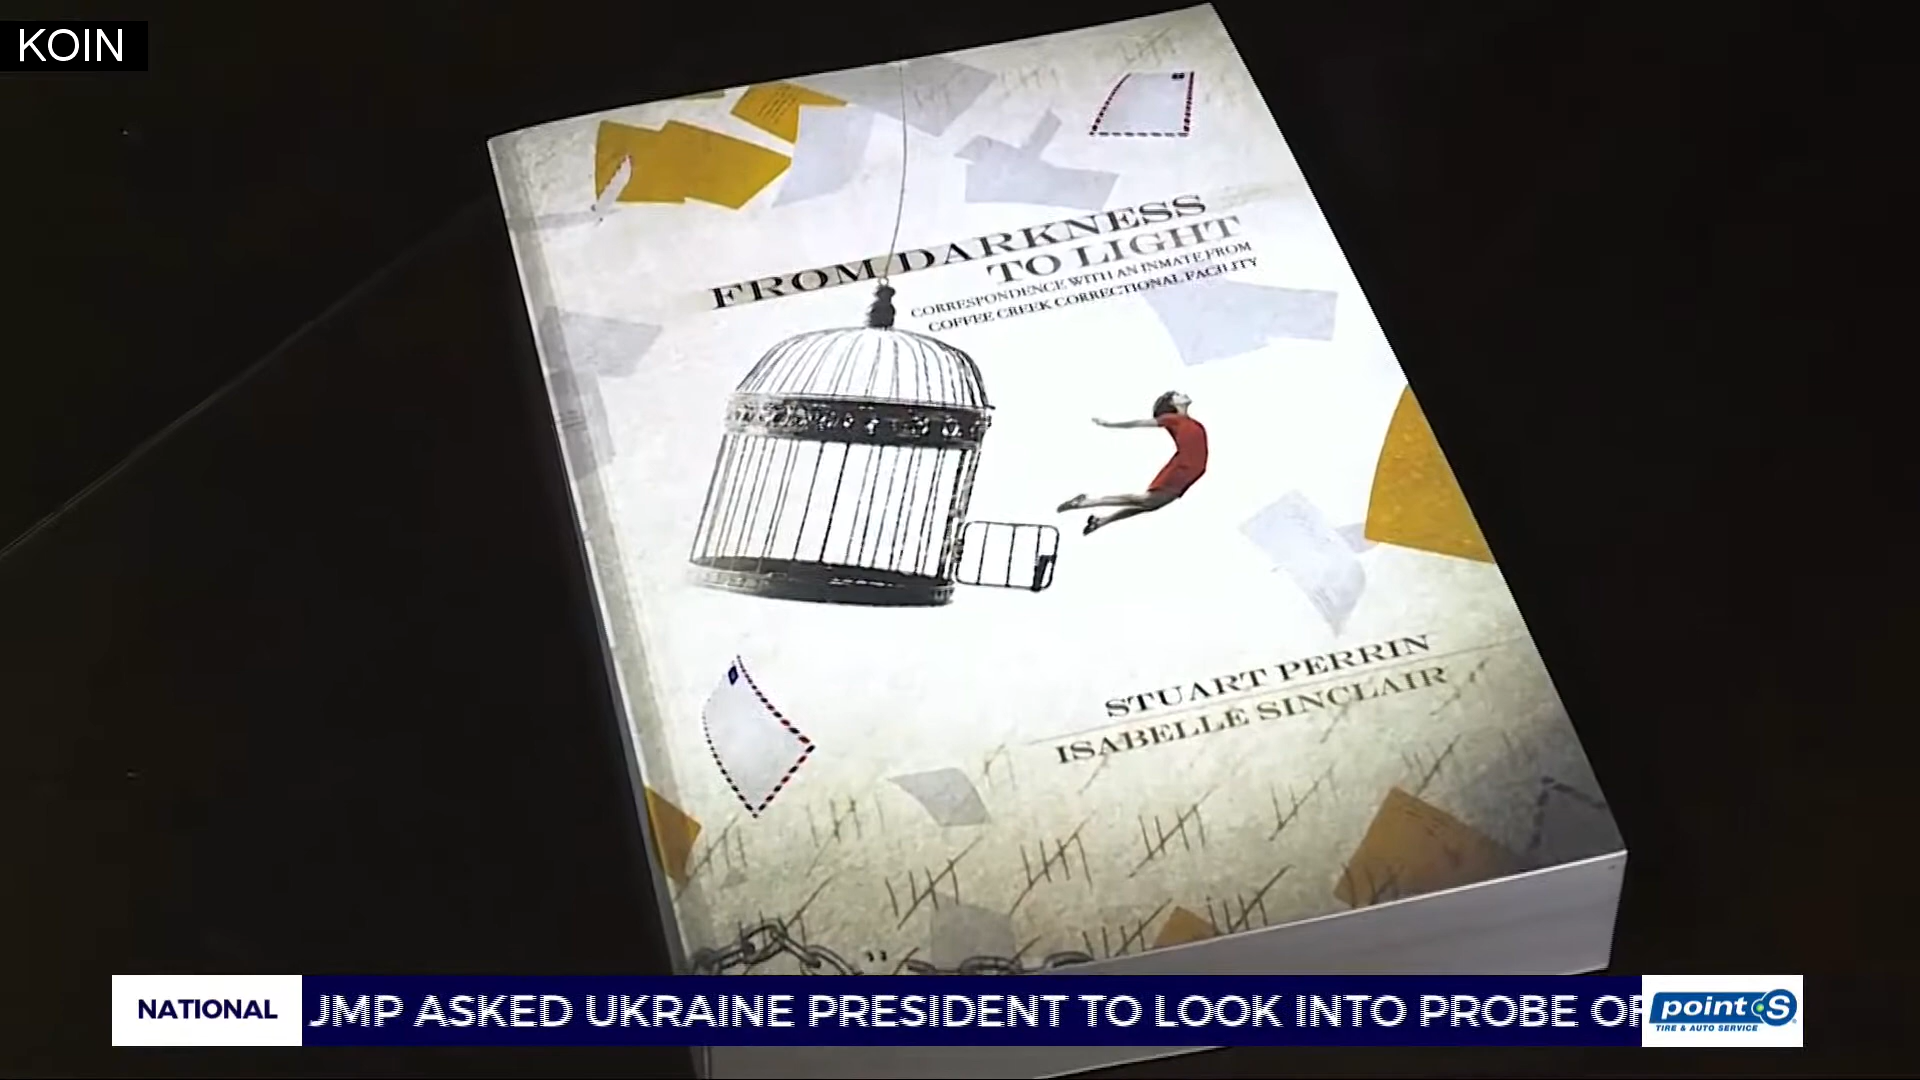 KOIN
FROM DARKNESS
TO LIGHT
CORRESPONDENCE WITH AN INMATE FROM
COFFEE CREEK CORRECTIONAL FACILITY
STUART PERRIN
ISABELLE SINCLAIR
NATIONAL
JMP ASKED UKRAINE PRESIDENT TO LOOK INTO PROBE OF
point S
TIRE & AUTO SERVICE